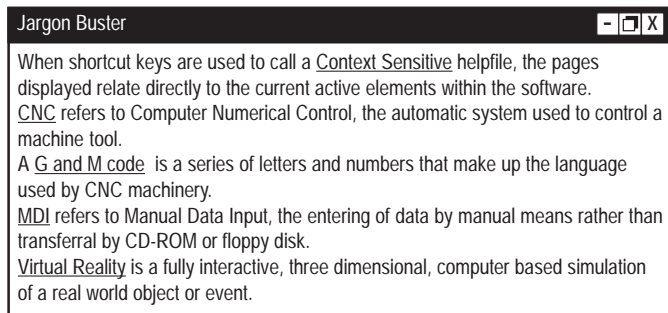 Jargon Buster
- X
When shortcut keys are used to call a Context Sensitive helpfile, the pages
displayed relate directly to the current active elements within the software.
CNC refers to Computer Numerical Control, the automatic system used to control a
machine tool.
A G and M code is a series of letters and numbers that make up the language
used by CNC machinery.
MDI refers to Manual Data Input, the entering of data by manual means rather than
transferral by CD-ROM or floppy disk.
Virtual Reality is a fully interactive, three dimensional, computer based simulation
of a real world object or event.